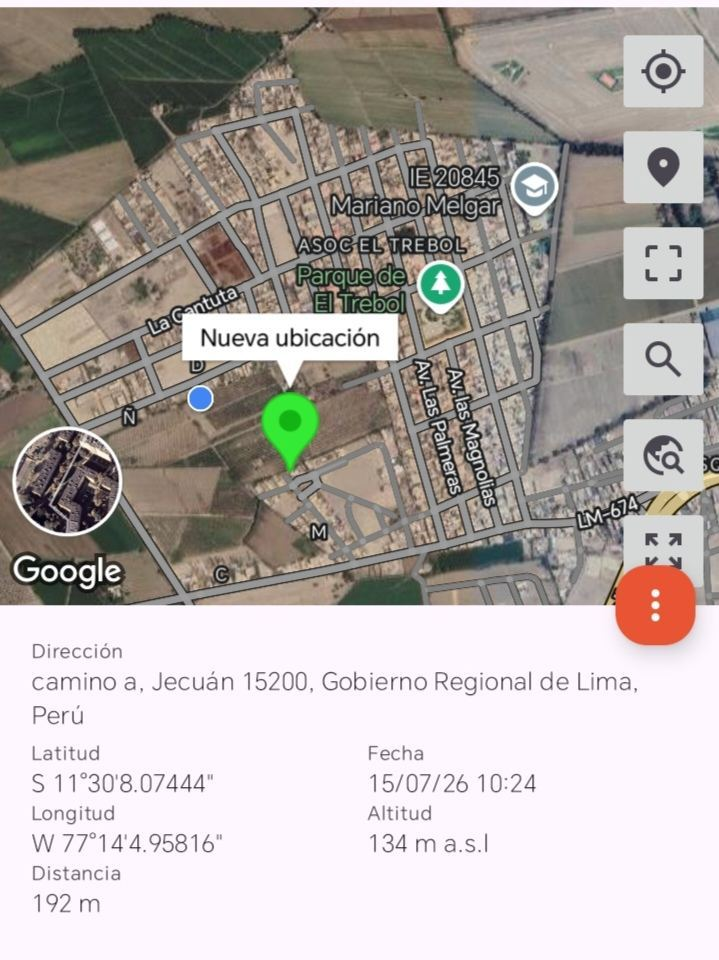 IE 20845
Mariano Melgar
ASOC EL TREBOL
Parque de
El Trebol
La Cantuta
Nueva ubicación
D
Ñ
Av. Las Palmeras
Av. las Magnolias
LM-674
M
C
Google
Dirección
camino a, Jecuán 15200, Gobierno Regional de Lima,
Perú
Latitud
S 11°30'8.07444"
Fecha
15/07/26 10:24
Longitud
W 77°14'4.95816"
Altitud
134 m a.s.l
Distancia
192 m